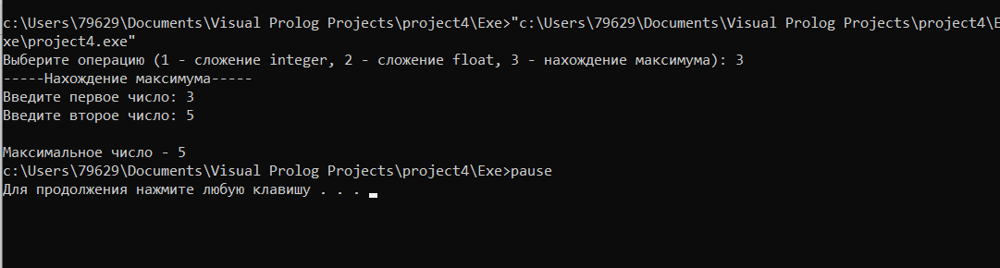 c:\Users\79629\Documents\Visual Prolog Projects\project4\Exe>"c:\Users\79629\Documents\Visual Prolog Projects\project4\E
xe\project4.exe"
Выберите операцию (1 - сложение integer, 2 - сложение float, 3 - нахождение максимума): 3
-----Нахождение максимума-----
Введите первое число: 3
Введите второе число: 5
Максимальное число - 5
c:\Users\79629\Documents\Visual Prolog Projects\project4\Exe>pause
Для продолжения нажмите любую клавишу . . .